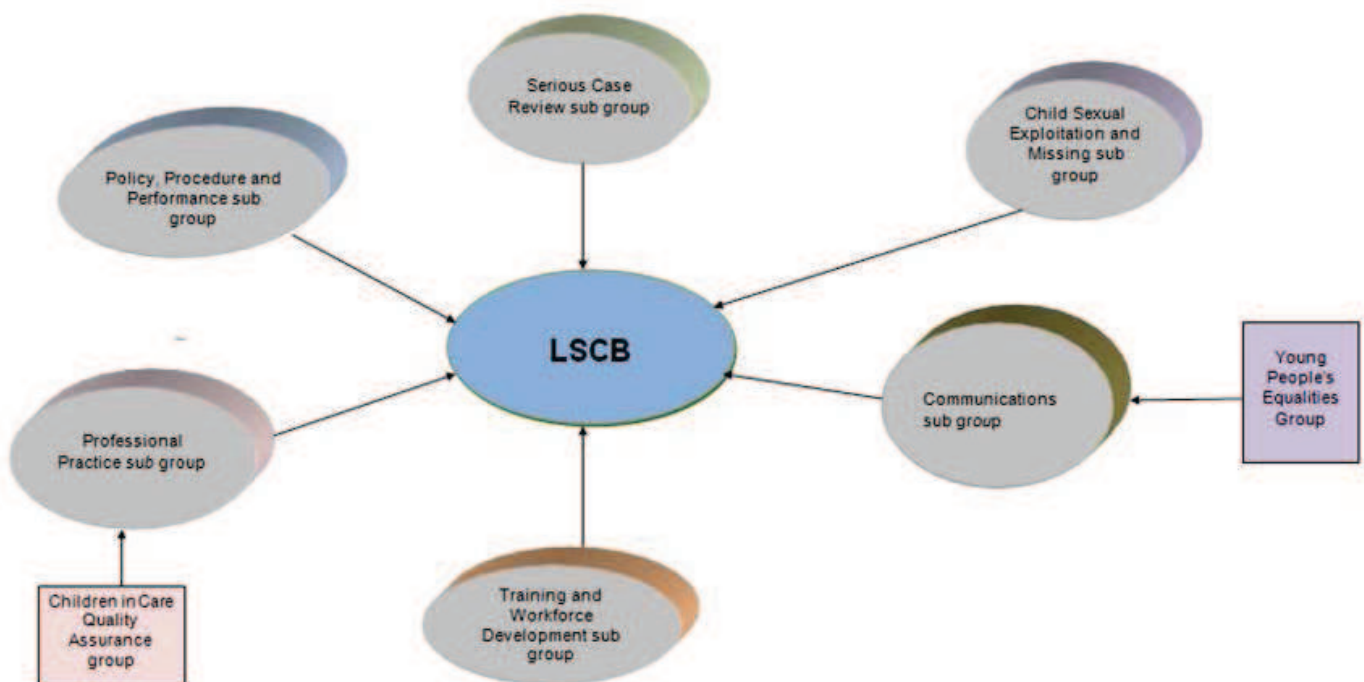 Serious Case
Review sub group
Child Sexual
Exploitation and
Missing sub
group
Policy, Procedure and
Performance sub
group
LSCB
Young
People's
Equalities
Group
Communications
sub group
Professional
Practice sub group
Children in Care
Quality
Assurance
group
Training and
Workforce
Development sub
group